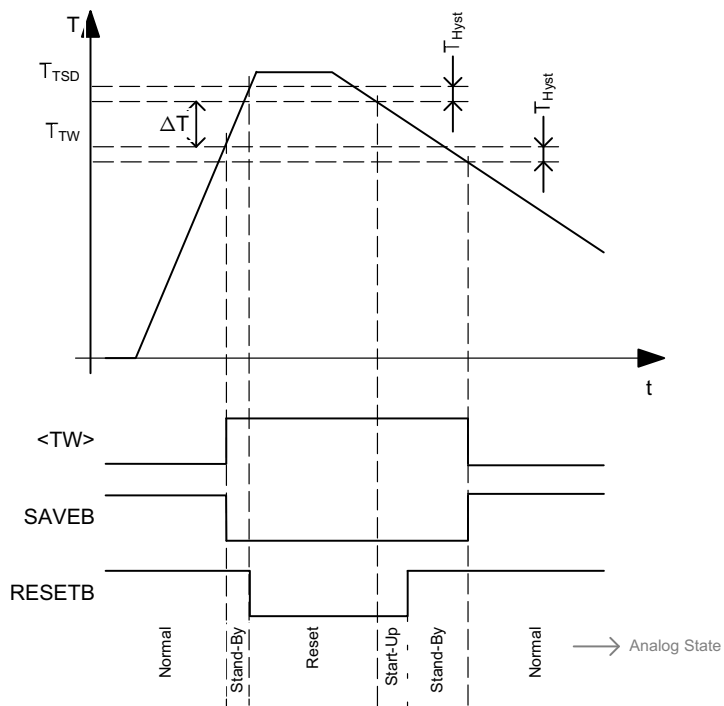 T
T_Hyst
T_TSD
T_Hyst
ΔT
T_TW
t
<TW>
SAVEB
RESETB
Normal
Stand-By
Reset
Start-Up
Stand-By
Normal
Analog State